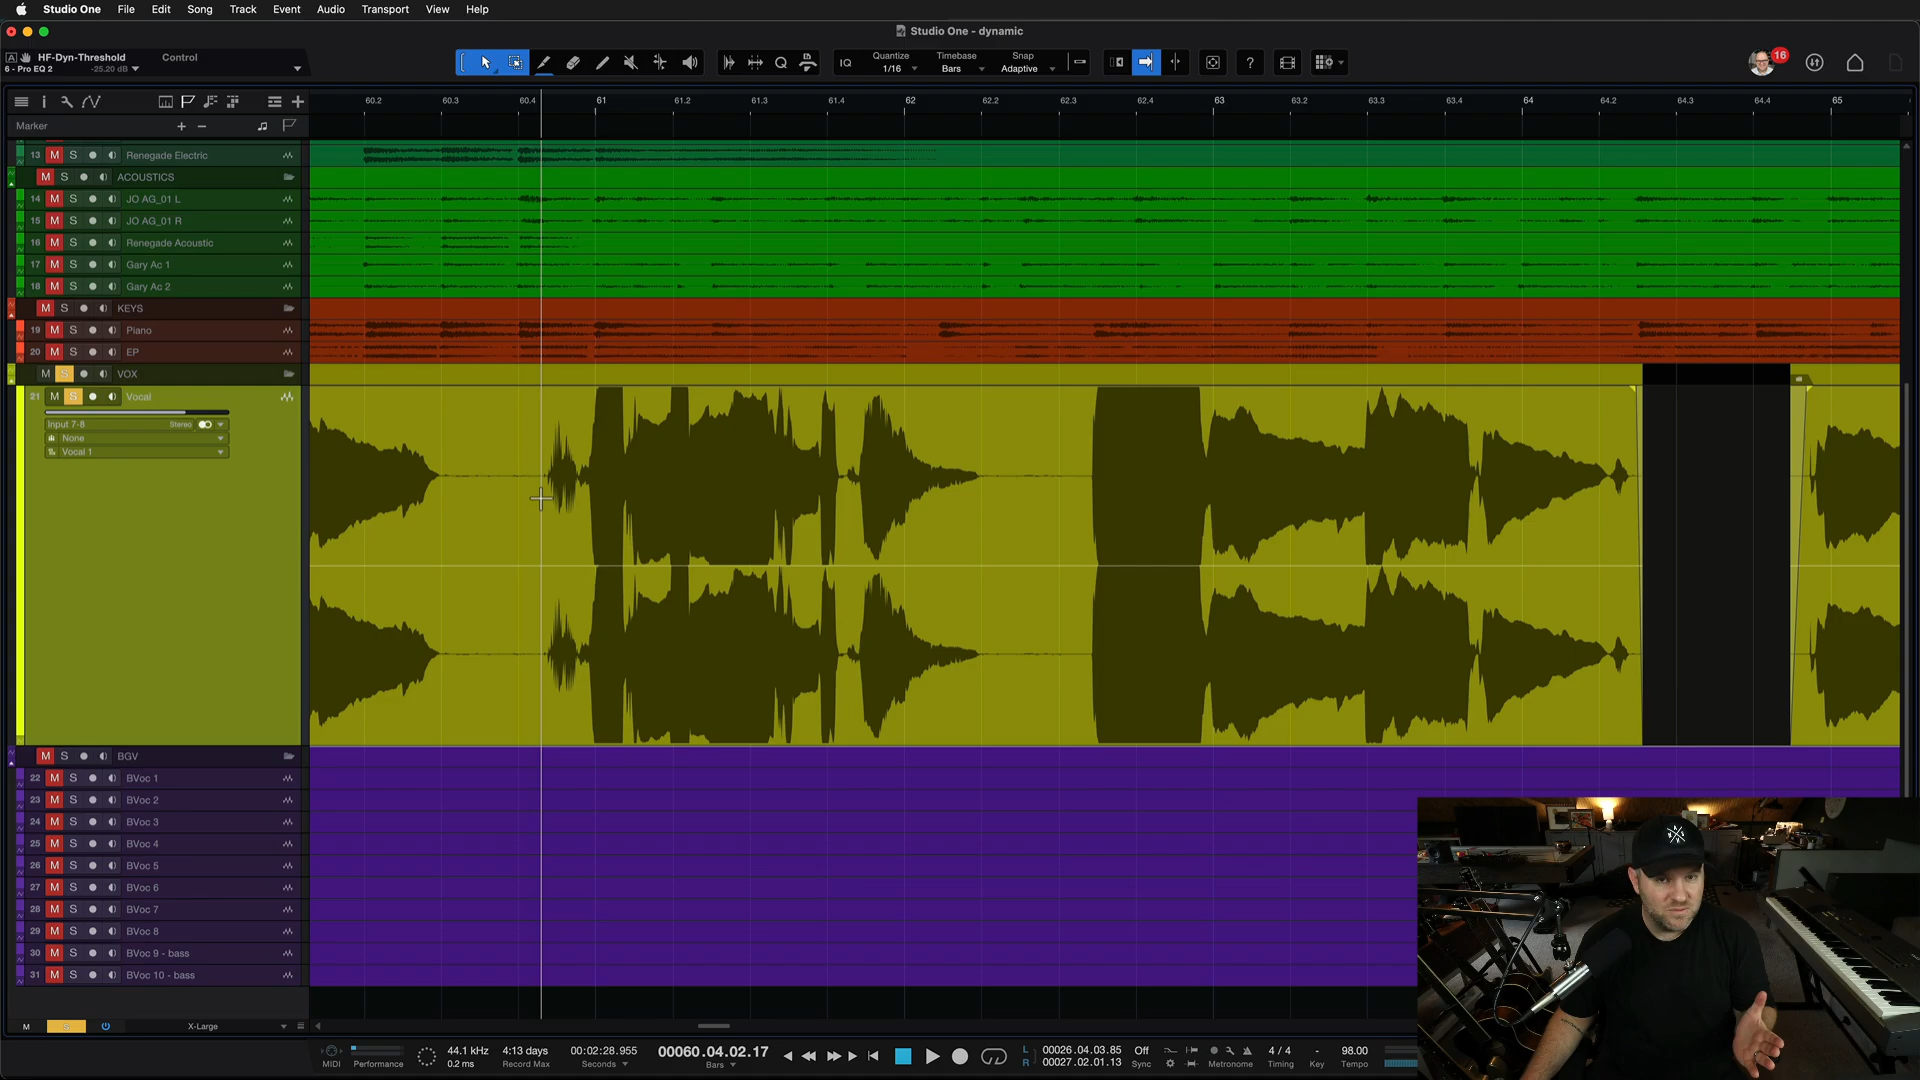 Studio One File Edit Song Track Event Audio Transport View Help
Studio One - dynamic
HF-Dyn-Threshold Control
6 - Pro EQ 2 -25.20 dB
IQ Quantize Timebase Snap
1/16 Bars Adaptive
16
60.2 60.3 60.4 61 61.2 61.3 61.4 62 62.2 62.3 62.4 63 63.2 63.3 63.4 64 64.2 64.3 64.4 65
Marker
13 M S Renegade Electric
M S ACOUSTICS
14 M S JO AG_01 L
15 M S JO AG_01 R
16 M S Renegade Acoustic
17 M S Gary Ac 1
18 M S Gary Ac 2
M S KEYS
19 M S Piano
20 M S EP
M S VOX
21 M S Vocal
Input 7-8 Stereo
None
Vocal 1
M S BGV
22 M S BVoc 1
23 M S BVoc 2
24 M S BVoc 3
25 M S BVoc 4
26 M S BVoc 5
27 M S BVoc 6
28 M S BVoc 7
29 M S BVoc 8
30 M S BVoc 9 - bass
31 M S BVoc 10 - bass
M S X-Large
44.1 kHz 4:13 days 00:02:28.955 00060.04.02.17 L 00026.04.03.85 Off 4 / 4 - 98.00
MIDI Performance 0.2 ms Record Max Seconds Bars R 00027.02.01.13 Sync Metronome Timing Key Tempo